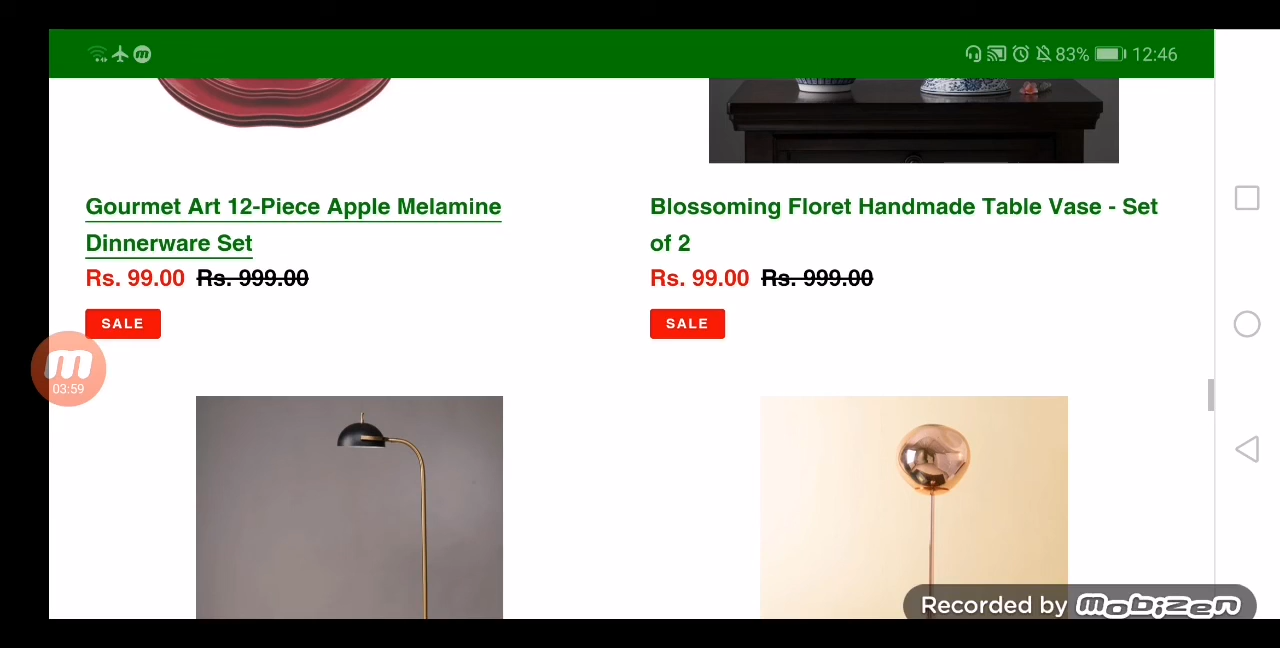 83% 12:46
Gourmet Art 12-Piece Apple Melamine
Dinnerware Set
Rs. 99.00 Rs. 999.00
SALE
Blossoming Floret Handmade Table Vase - Set
of 2
Rs. 99.00 Rs. 999.00
SALE
m
03:59
Recorded by Mobizen